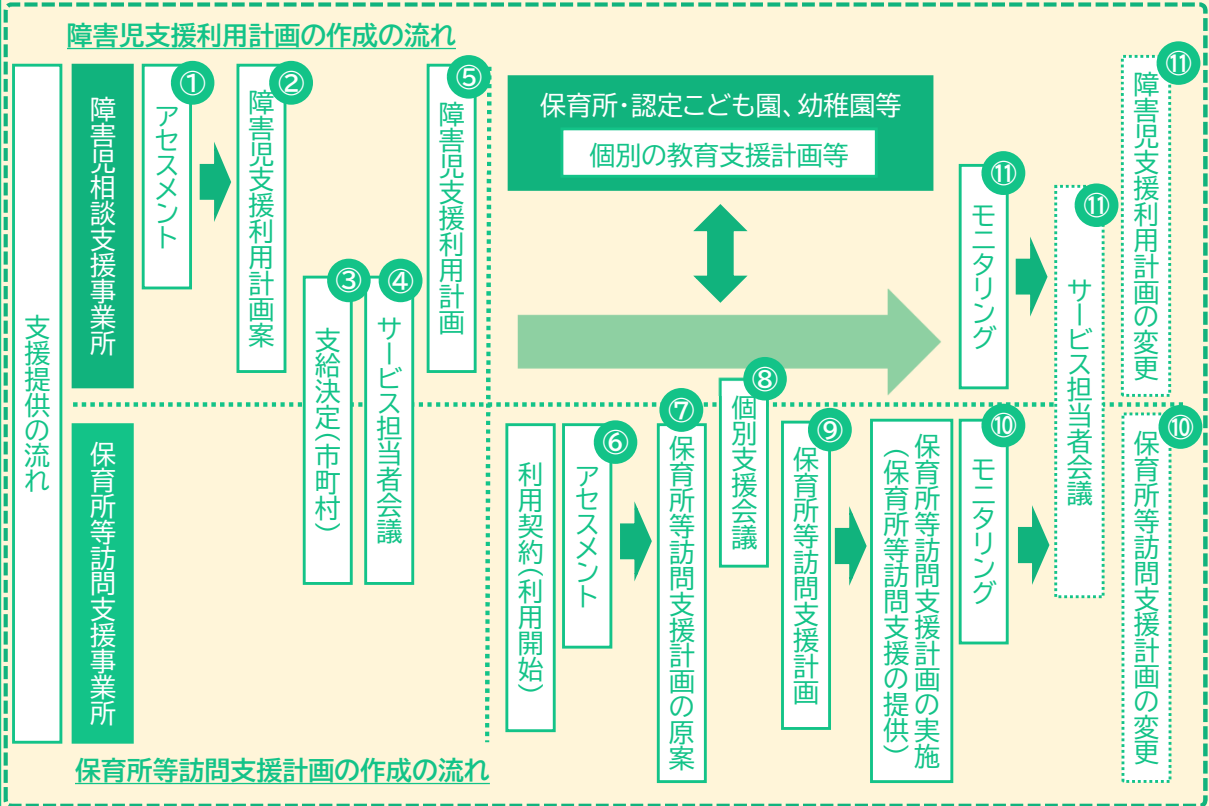 障害児支援利用計画の作成の流れ
支援提供の流れ
障害児相談支援事業所
①
アセスメント
②
障害児支援利用計画案
③
支給決定(市町村)
④
サービス担当者会議
⑤
障害児支援利用計画
保育所・認定こども園、幼稚園等
個別の教育支援計画等
⑪
モニタリング
⑪
サービス担当者会議
⑪
障害児支援利用計画の変更
保育所等訪問支援事業所
利用契約(利用開始)
⑥
アセスメント
⑦
保育所等訪問支援計画の原案
⑧
個別支援会議
⑨
保育所等訪問支援計画
保育所等訪問支援計画の実施
(保育所等訪問支援の提供)
⑩
モニタリング
⑩
保育所等訪問支援計画の変更
保育所等訪問支援計画の作成の流れ